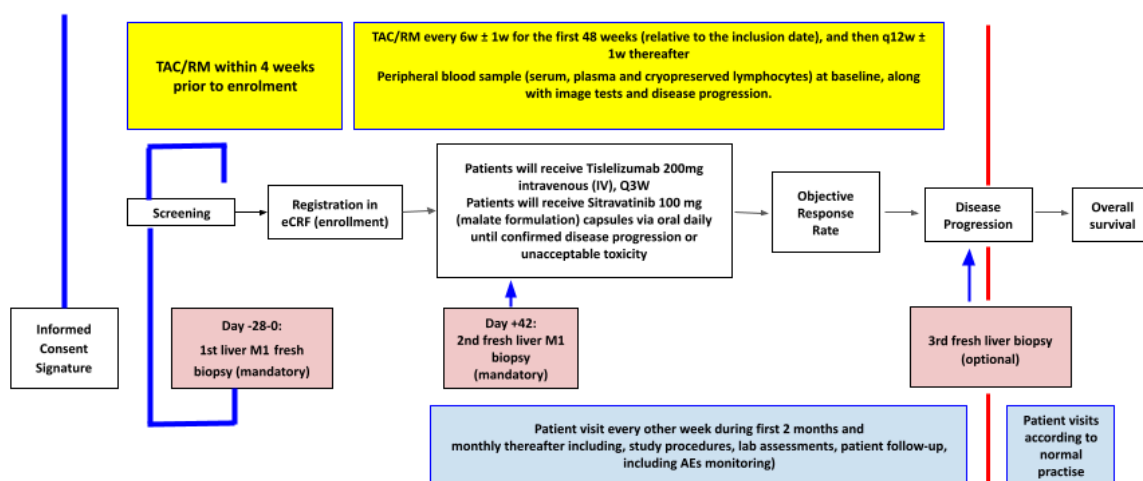 TAC/RM within 4 weeks
prior to enrolment
TAC/RM every 6w ± 1w for the first 48 weeks (relative to the inclusion date), and then q12w ±
1w thereafter
Peripheral blood sample (serum, plasma and cryopreserved lymphocytes) at baseline, along
with image tests and disease progression.
Screening
Registration in
eCRF (enrollment)
Patients will receive Tislelizumab 200mg
intravenous (IV), Q3W
Patients will receive Sitravatinib 100 mg
(malate formulation) capsules via oral daily
until confirmed disease progression or
unacceptable toxicity
Objective
Response
Rate
Disease
Progression
Overall
survival
Informed
Consent
Signature
Day -28-0:
1st liver M1 fresh
biopsy (mandatory)
Day +42:
2nd fresh liver M1
biopsy
(mandatory)
3rd fresh liver biopsy
(optional)
Patient visit every other week during first 2 months and
monthly thereafter including, study procedures, lab assessments, patient follow-up,
including AEs monitoring)
Patient visits
according to
normal
practise